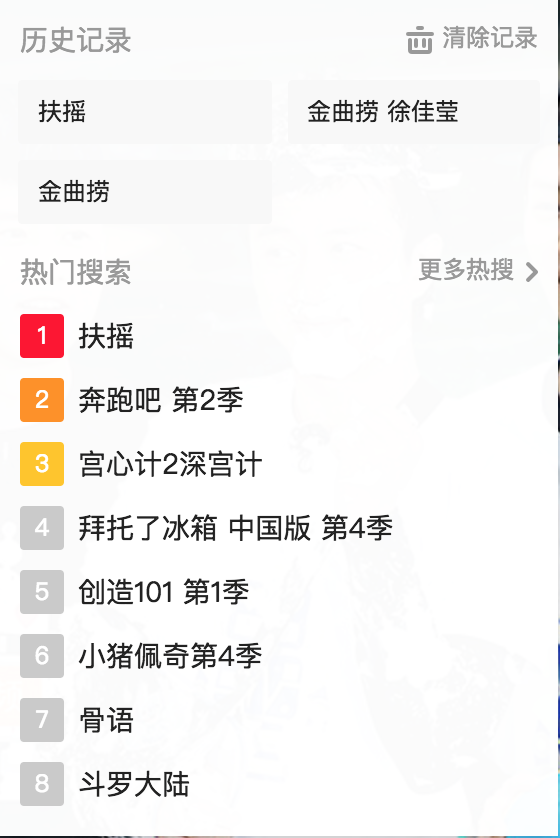 历史记录 清除记录
扶摇 金曲捞 徐佳莹
金曲捞
热门搜索 更多热搜
1 扶摇
2 奔跑吧 第2季
3 宫心计2深宫计
4 拜托了冰箱 中国版 第4季
5 创造101 第1季
6 小猪佩奇第4季
7 骨语
8 斗罗大陆